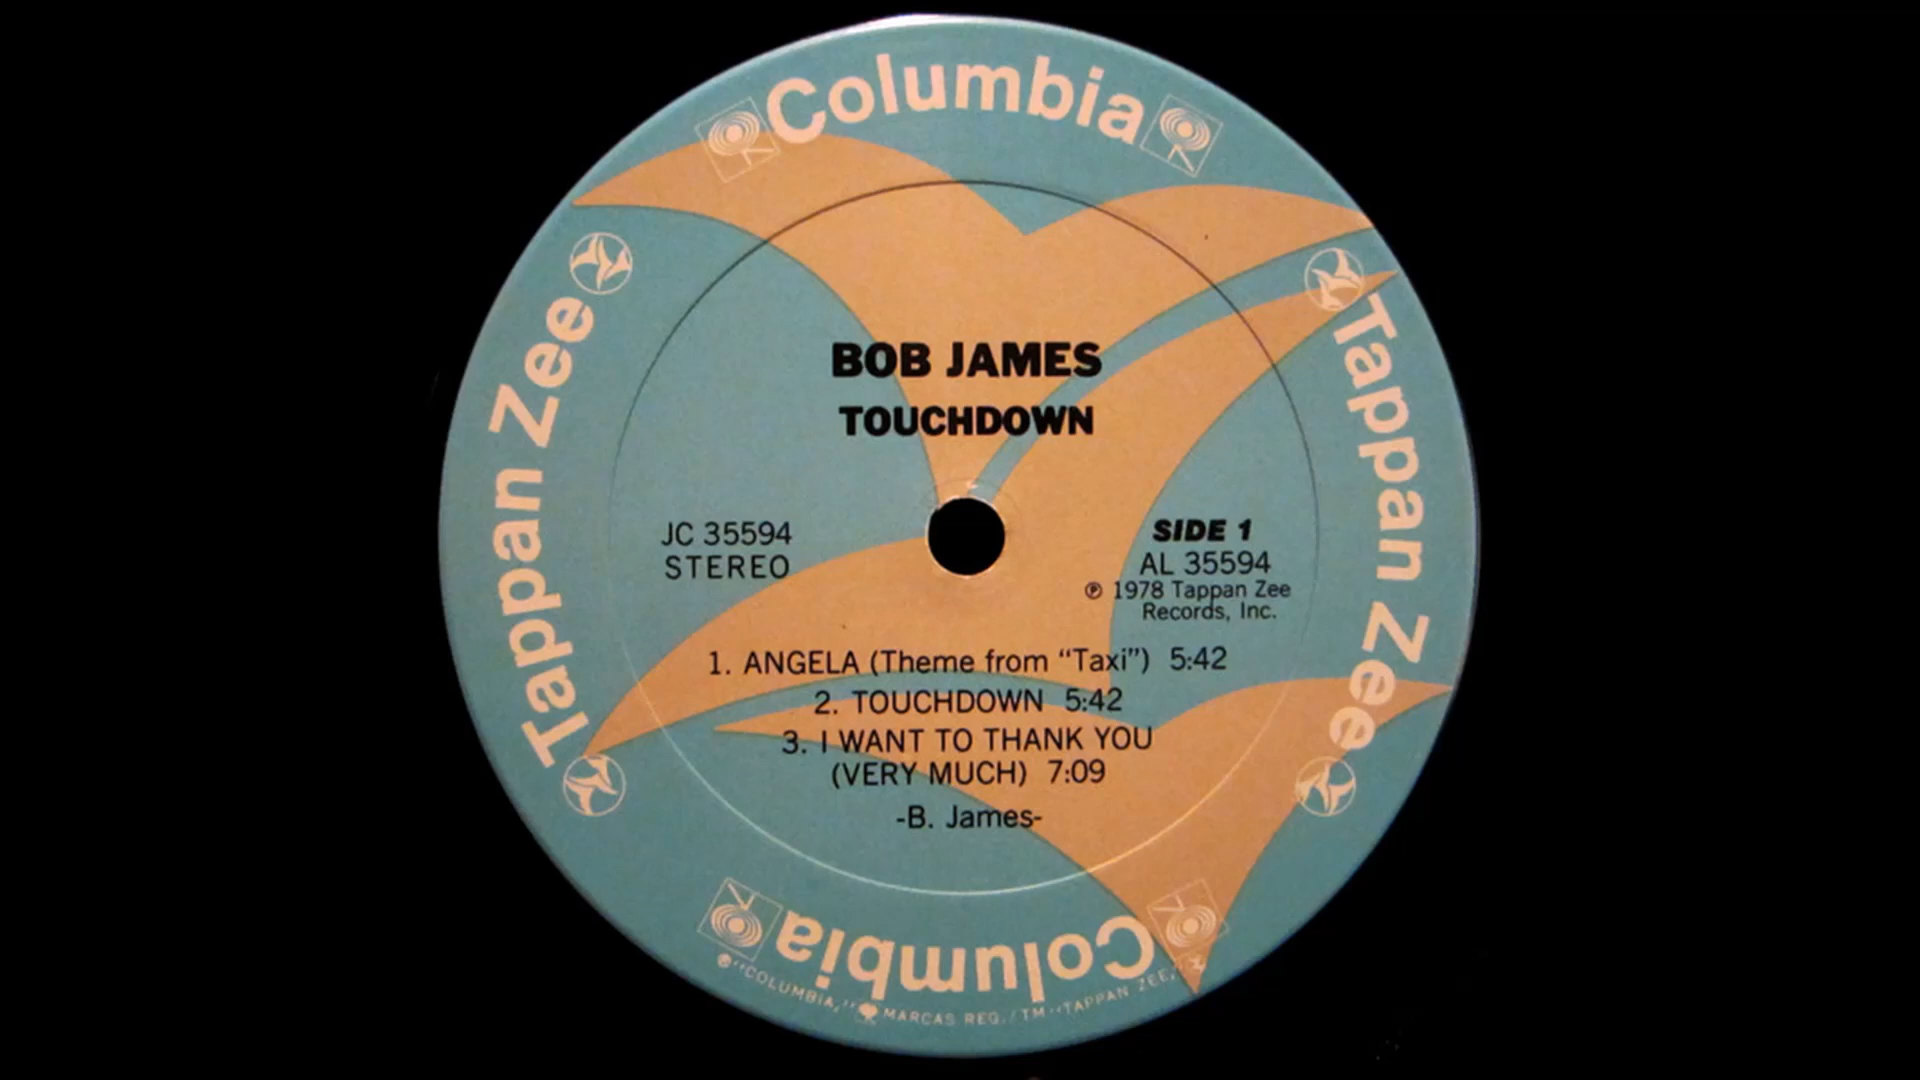 Columbia
Tappan Zee
Tappan Zee
BOB JAMES
TOUCHDOWN
JC 35594
STEREO
SIDE 1
AL 35594
℗ 1978 Tappan Zee
Records, Inc.
1. ANGELA (Theme from “Taxi”) 5:42
2. TOUCHDOWN 5:42
3. I WANT TO THANK YOU
(VERY MUCH) 7:09
-B. James-
Columbia
"COLUMBIA," MARCAS REG./TM "TAPPAN ZEE,"